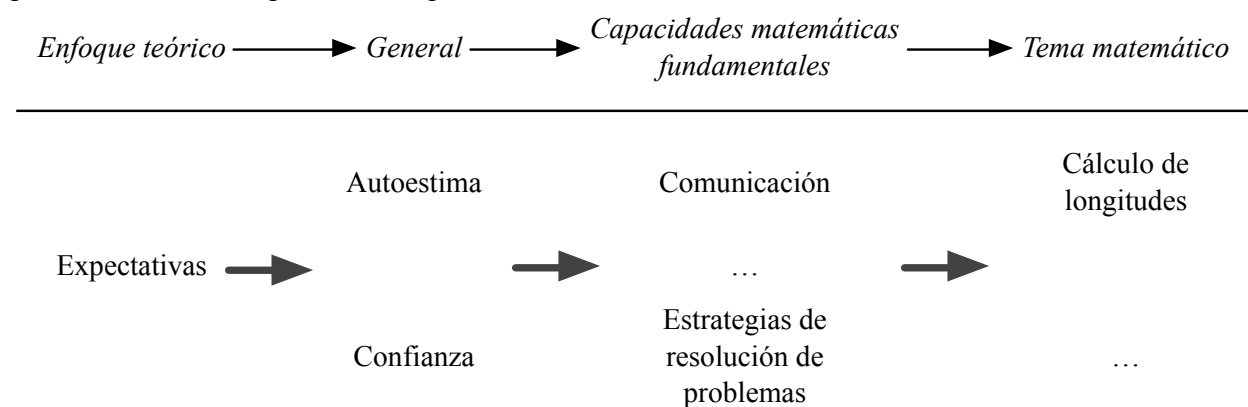 Enfoque teórico General Capacidades matemáticas fundamentales Tema matemático
Autoestima Comunicación Cálculo de longitudes
Expectativas …
Confianza Estrategias de resolución de problemas …